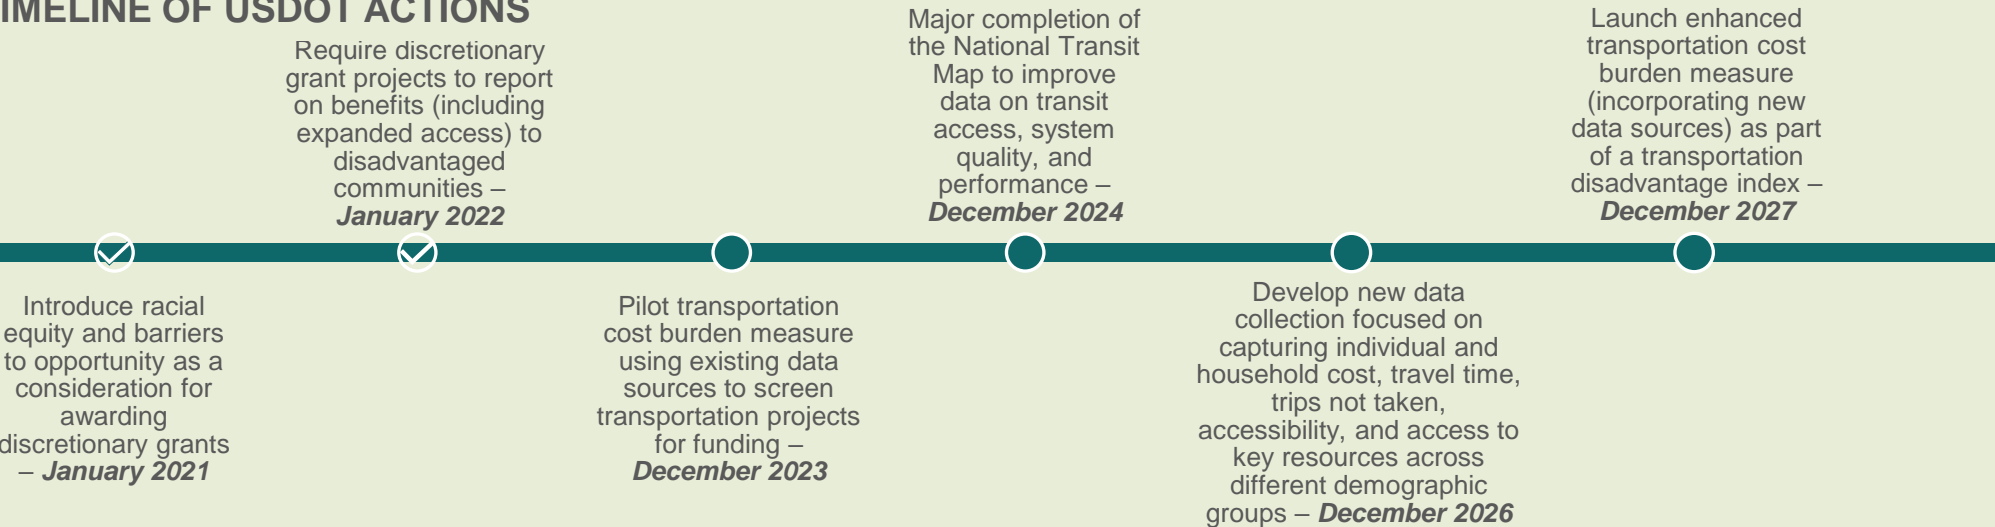 IMELINE OF USDOT ACTIONS
Require discretionary
grant projects to report
on benefits (including
expanded access) to
disadvantaged
communities –
January 2022
Major completion of
the National Transit
Map to improve
data on transit
access, system
quality, and
performance –
December 2024
Launch enhanced
transportation cost
burden measure
(incorporating new
data sources) as part
of a transportation
disadvantage index –
December 2027
Introduce racial
equity and barriers
to opportunity as a
consideration for
awarding
discretionary grants
– January 2021
Pilot transportation
cost burden measure
using existing data
sources to screen
transportation projects
for funding –
December 2023
Develop new data
collection focused on
capturing individual and
household cost, travel time,
trips not taken,
accessibility, and access to
key resources across
different demographic
groups – December 2026